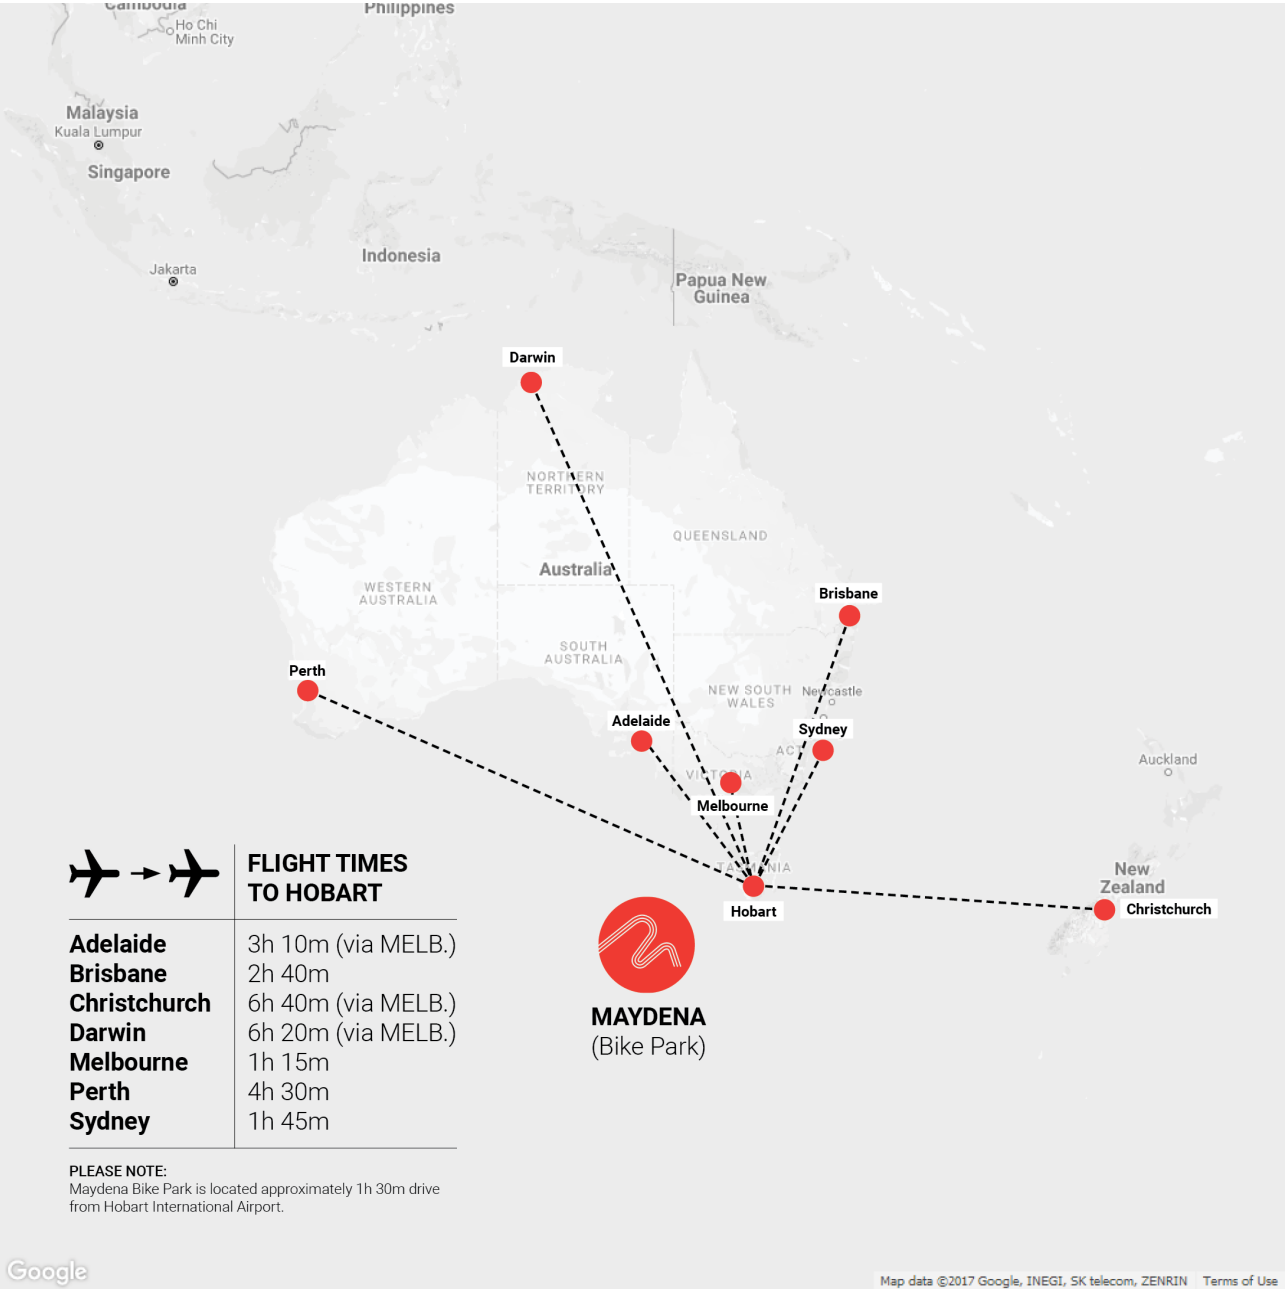 Cambodia
Philippines
Ho Chi
Minh City
Malaysia
Kuala Lumpur
Singapore
Indonesia
Jakarta
Papua New
Guinea
Darwin
NORTHERN
TERRITORY
QUEENSLAND
Australia
WESTERN
AUSTRALIA
Brisbane
SOUTH
AUSTRALIA
Perth
NEW SOUTH
WALES
Newcastle
Adelaide
Sydney
ACT
VICTORIA
Melbourne
Auckland
TASMANIA
Hobart
New
Zealand
Christchurch
FLIGHT TIMES
TO HOBART
Adelaide 3h 10m (via MELB.)
Brisbane 2h 40m
Christchurch 6h 40m (via MELB.)
Darwin 6h 20m (via MELB.)
Melbourne 1h 15m
Perth 4h 30m
Sydney 1h 45m
MAYDENA
(Bike Park)
PLEASE NOTE:
Maydena Bike Park is located approximately 1h 30m drive
from Hobart International Airport.
Google
Map data ©2017 Google, INEGI, SK telecom, ZENRIN Terms of Use